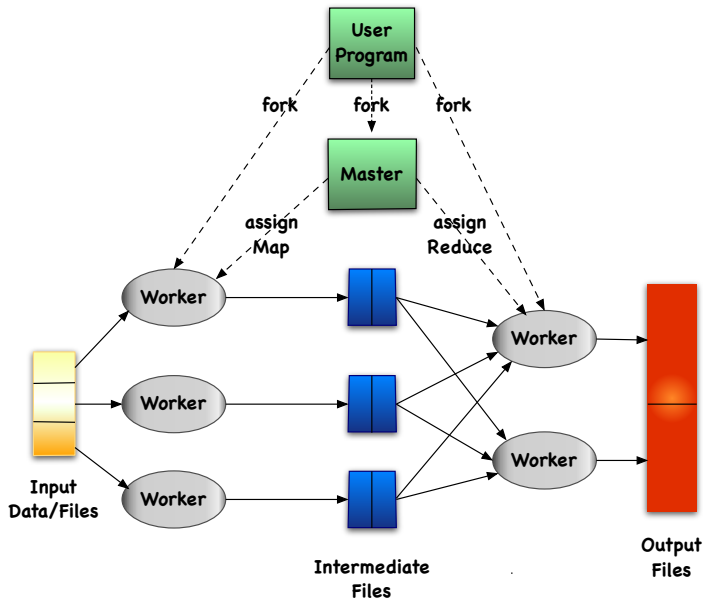 User
Program
fork
fork
fork
Master
assign
Map
assign
Reduce
Worker
Worker
Worker
Worker
Worker
Input
Data/Files
Intermediate
Files
Output
Files